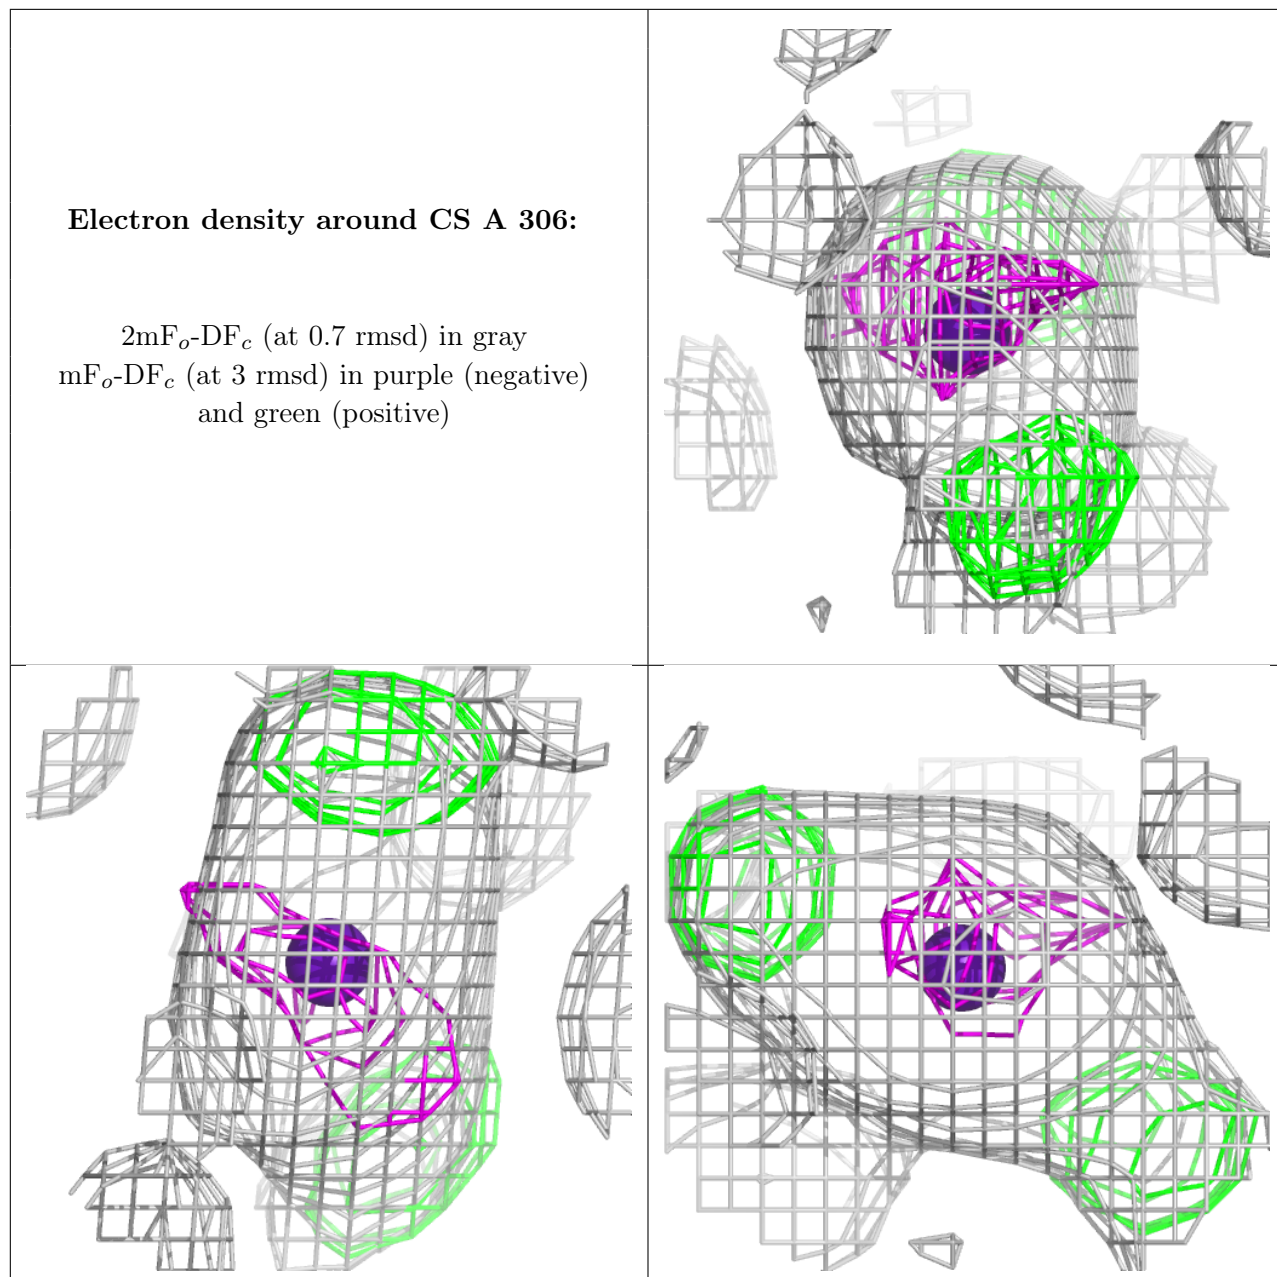 Electron density around CS A 306:
2mFo-DFc (at 0.7 rmsd) in gray
mFo-DFc (at 3 rmsd) in purple (negative)
and green (positive)